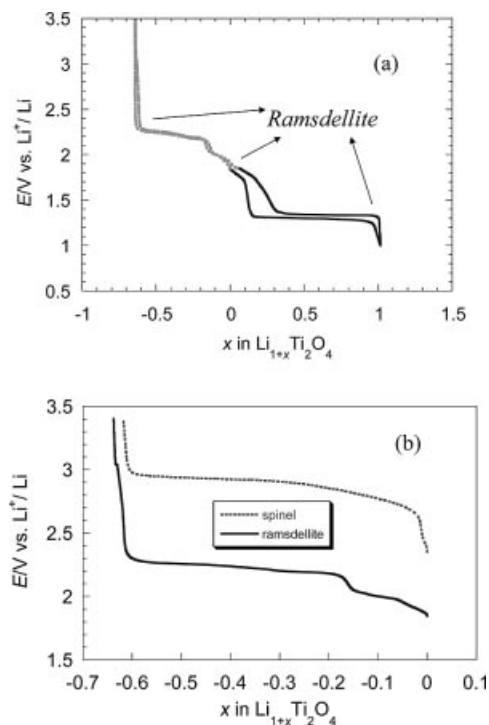 3.5
(a)
3
Ramsdellite
2.5
2
1.5
1
0.5
E/V vs. Li⁺/ Li
-1 -0.5 0 0.5 1 1.5
x in Li₁₊ₓTi₂O₄
3.5
(b)
3
spinel
ramsdellite
2.5
2
1.5
E/V vs. Li⁺/ Li
-0.7 -0.6 -0.5 -0.4 -0.3 -0.2 -0.1 0 0.1
x in Li₁₊ₓTi₂O₄